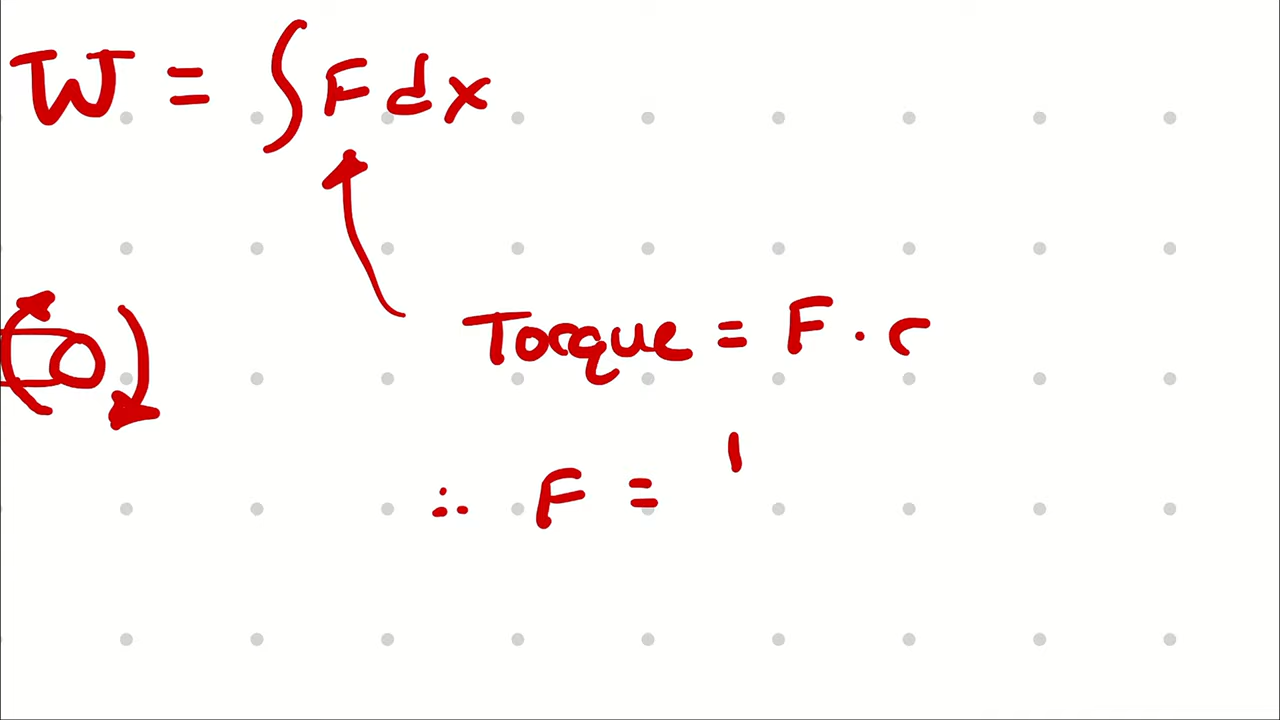 W = ∫ F dx
Torque = F · r
∴ F =